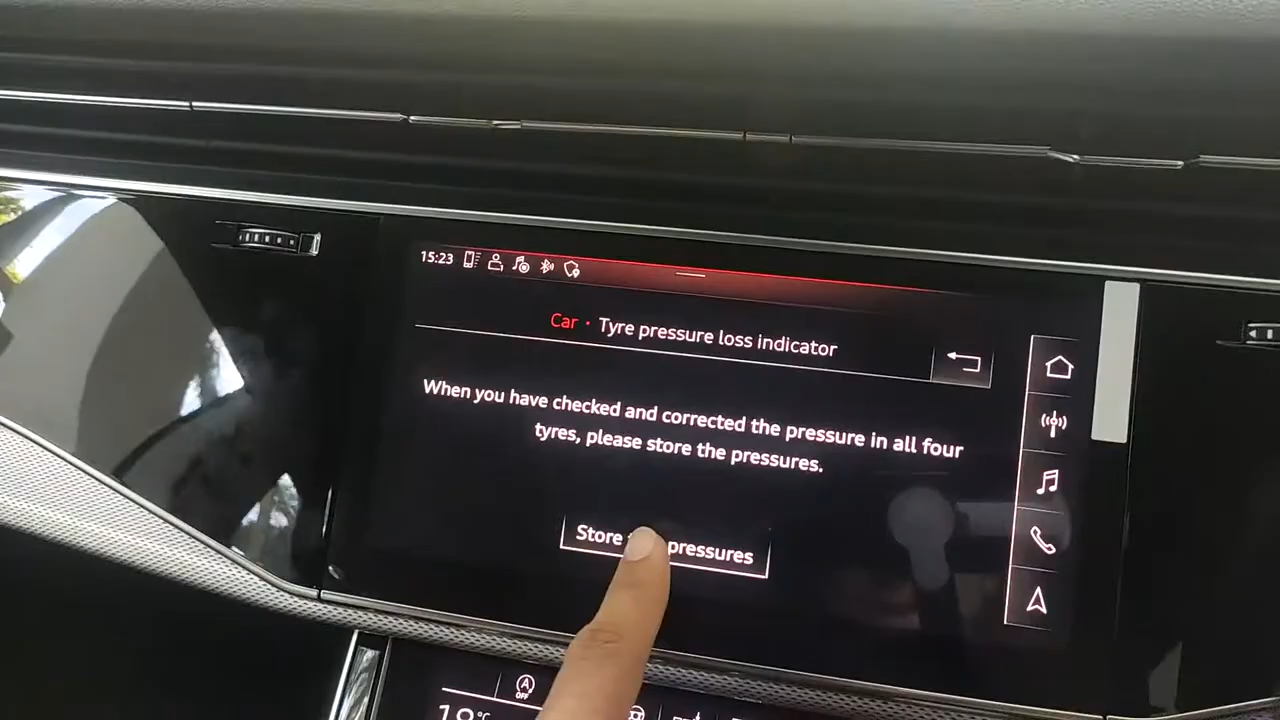 15:23
Car · Tyre pressure loss indicator
When you have checked and corrected the pressure in all four
tyres, please store the pressures.
Store pressures
A
OFF
°C